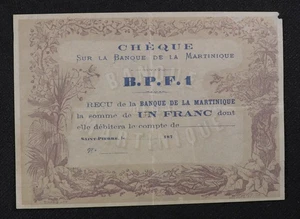 CHÈQUE
SUR LA BANQUE DE LA MARTINIQUE
B.P.F. 1
REÇU de la BANQUE DE LA MARTINIQUE
la somme de UN FRANC dont
elle débitera le compte de
Saint-Pierre, le 187